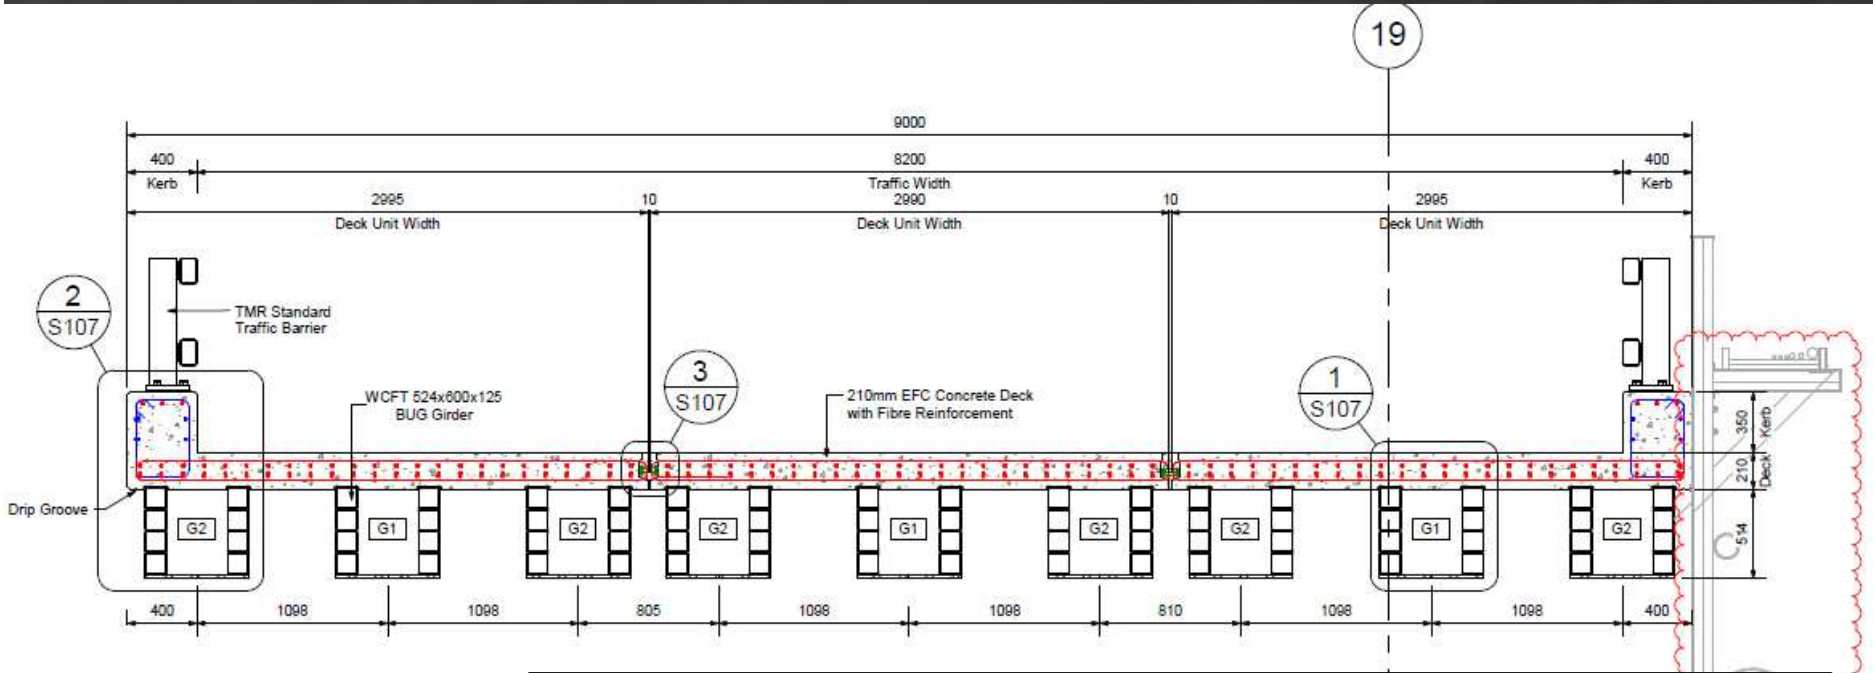 19
9000
400
8200
400
Kerb
Traffic Width
Kerb
2995
10
2990
10
2995
Deck Unit Width
Deck Unit Width
Deck Unit Width
2
S107
TMR Standard
Traffic Barrier
3
S107
1
S107
WCFT 524x600x125
BUG Girder
210mm EFC Concrete Deck
with Fibre Reinforcement
350
Kerb
210
Deck
514
Drip Groove
G2
G1
G2
G2
G1
G2
G2
G1
G2
400
1098
1098
805
1098
1098
810
1098
1098
400